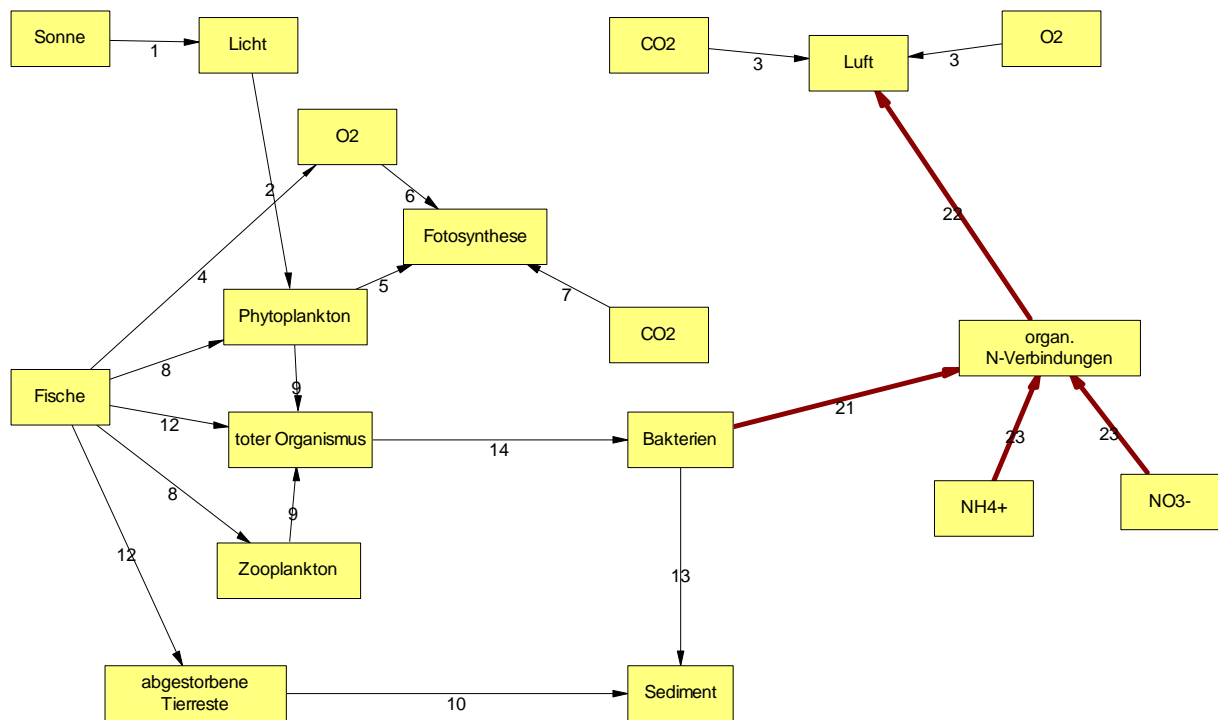 Sonne
1
Licht
CO2
3
Luft
3
O2
O2
2
6
Fotosynthese
22
4
5
7
Phytoplankton
CO2
organ.
N-Verbindungen
8
9
Fische
12
toter Organismus
14
Bakterien
21
23
23
8
9
NH4+
NO3-
12
Zooplankton
13
abgestorbene
Tierreste
10
Sediment